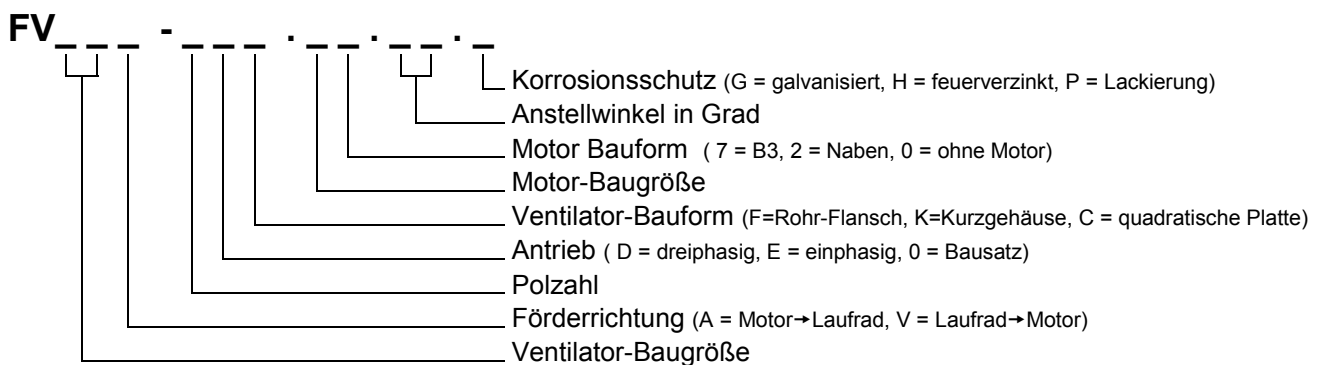 FV_ _ _ - _ _ _ . _ _ . _ _ . _
Korrosionsschutz (G = galvanisiert, H = feuerverzinkt, P = Lackierung)
Anstellwinkel in Grad
Motor Bauform ( 7 = B3, 2 = Naben, 0 = ohne Motor)
Motor-Baugröße
Ventilator-Bauform (F=Rohr-Flansch, K=Kurzgehäuse, C = quadratische Platte)
Antrieb ( D = dreiphasig, E = einphasig, 0 = Bausatz)
Polzahl
Förderrichtung (A = Motor→Laufrad, V = Laufrad→Motor)
Ventilator-Baugröße